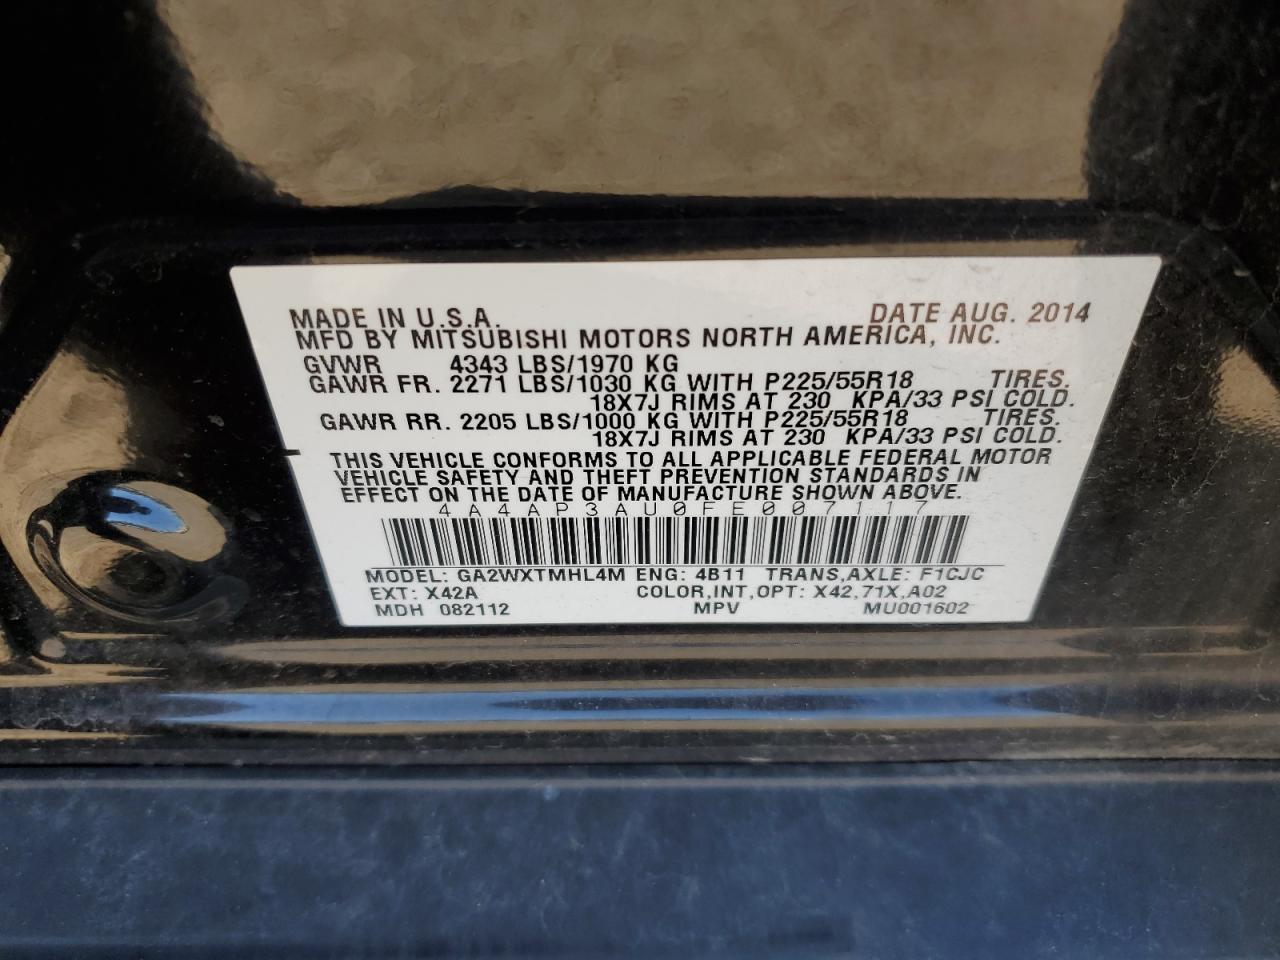 MADE IN U.S.A. DATE AUG. 2014
MFD BY MITSUBISHI MOTORS NORTH AMERICA, INC.
GVWR 4343 LBS/1970 KG
GAWR FR. 2271 LBS/1030 KG WITH P225/55R18 TIRES.
18X7J RIMS AT 230 KPA/33 PSI COLD.
GAWR RR. 2205 LBS/1000 KG WITH P225/55R18 TIRES.
18X7J RIMS AT 230 KPA/33 PSI COLD.
THIS VEHICLE CONFORMS TO ALL APPLICABLE FEDERAL MOTOR
VEHICLE SAFETY AND THEFT PREVENTION STANDARDS IN
EFFECT ON THE DATE OF MANUFACTURE SHOWN ABOVE.
4A4AP3AU0FE007117
MODEL: GA2WXTMHL4M ENG: 4B11 TRANS,AXLE: F1CJC
EXT: X42A COLOR,INT,OPT: X42,71X,A02
MDH 082112 MPV MU001602